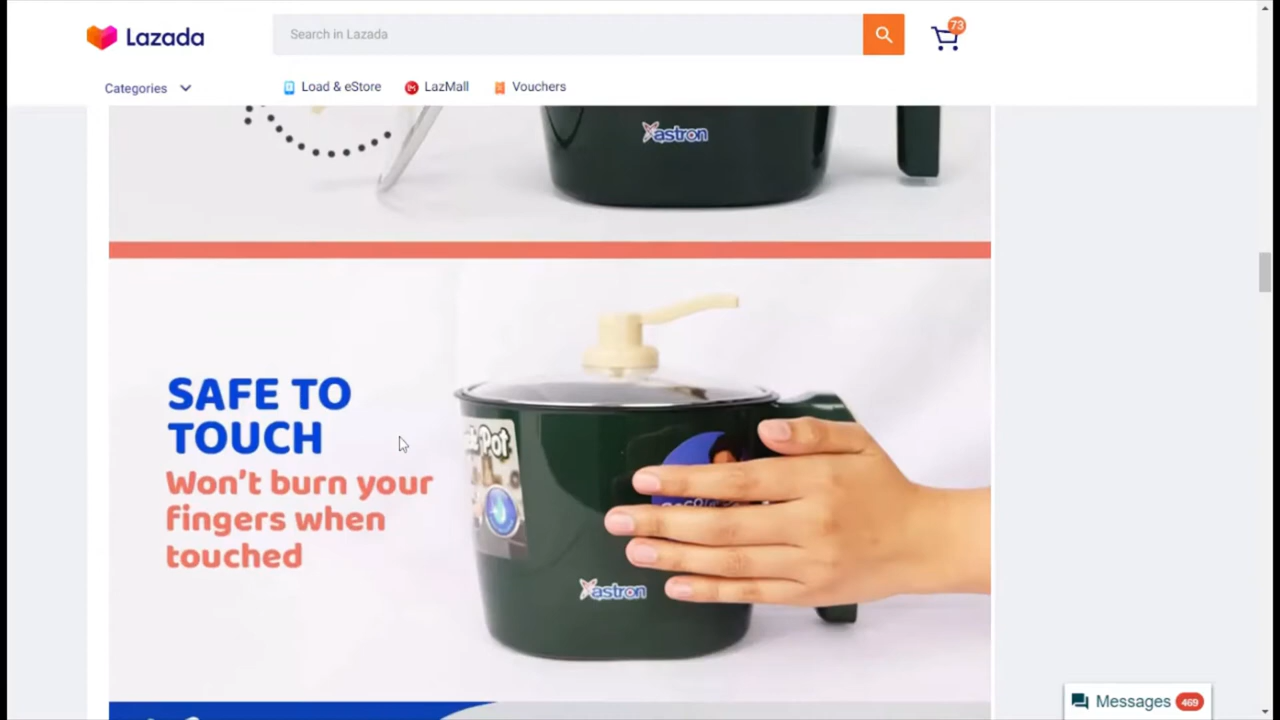 Lazada
Search in Lazada
73
Categories
Load & eStore
LazMall
Vouchers
astron
SAFE TO
TOUCH
Won't burn your
fingers when
touched
Pot
astron
Messages 469